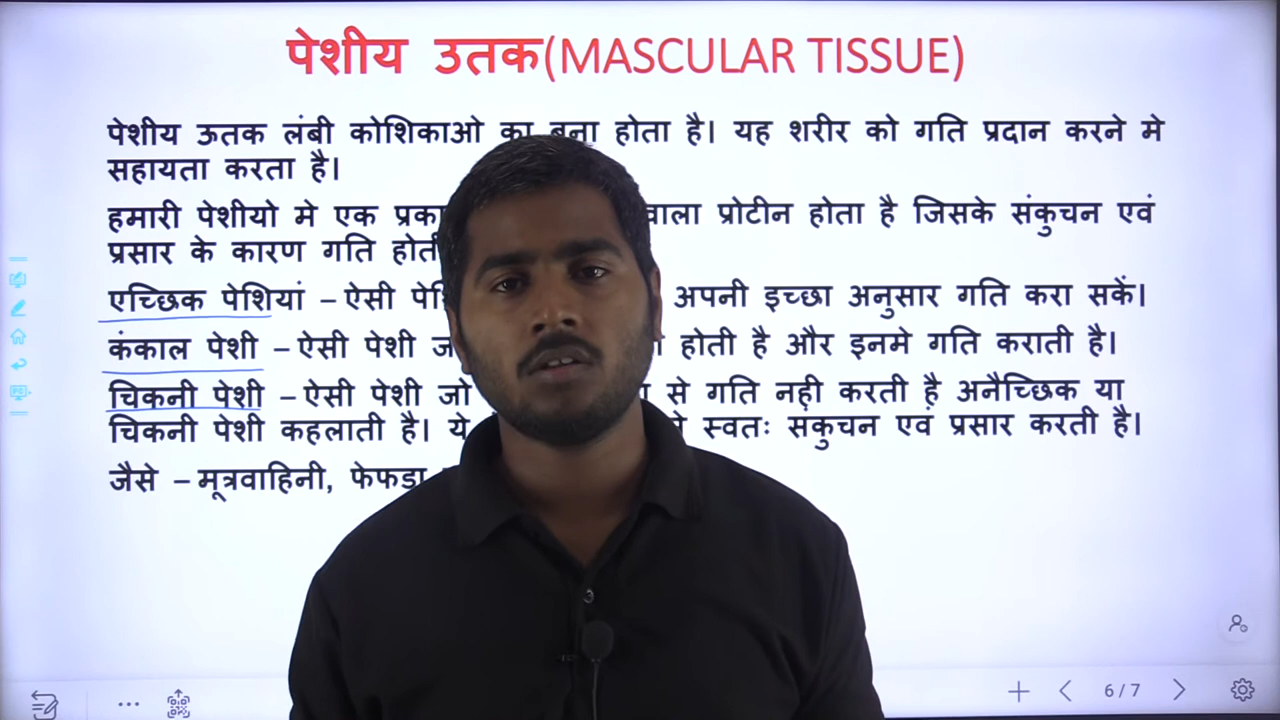 पेशीय उतक(MASCULAR TISSUE)
पेशीय ऊतक लंबी कोशिकाओ का बना होता है। यह शरीर को गति प्रदान करने मे
सहायता करता है।
हमारी पेशीयो मे एक वाला प्रोटीन होता है जिसके संकुचन एवं
प्रसार के कारण गति
एच्छिक पेशियां – ऐसी अपनी इच्छा अनुसार गति करा सकें।
कंकाल पेशी – ऐसी पेशी होती है और इनमे गति कराती है।
चिकनी पेशी – ऐसी पेशी जो से गति नही करती है अनैच्छिक या
चिकनी पेशी कहलाती है। ये स्वतः संकुचन एवं प्रसार करती है।
जैसे – मूत्रवाहिनी, फेफडा
6/7